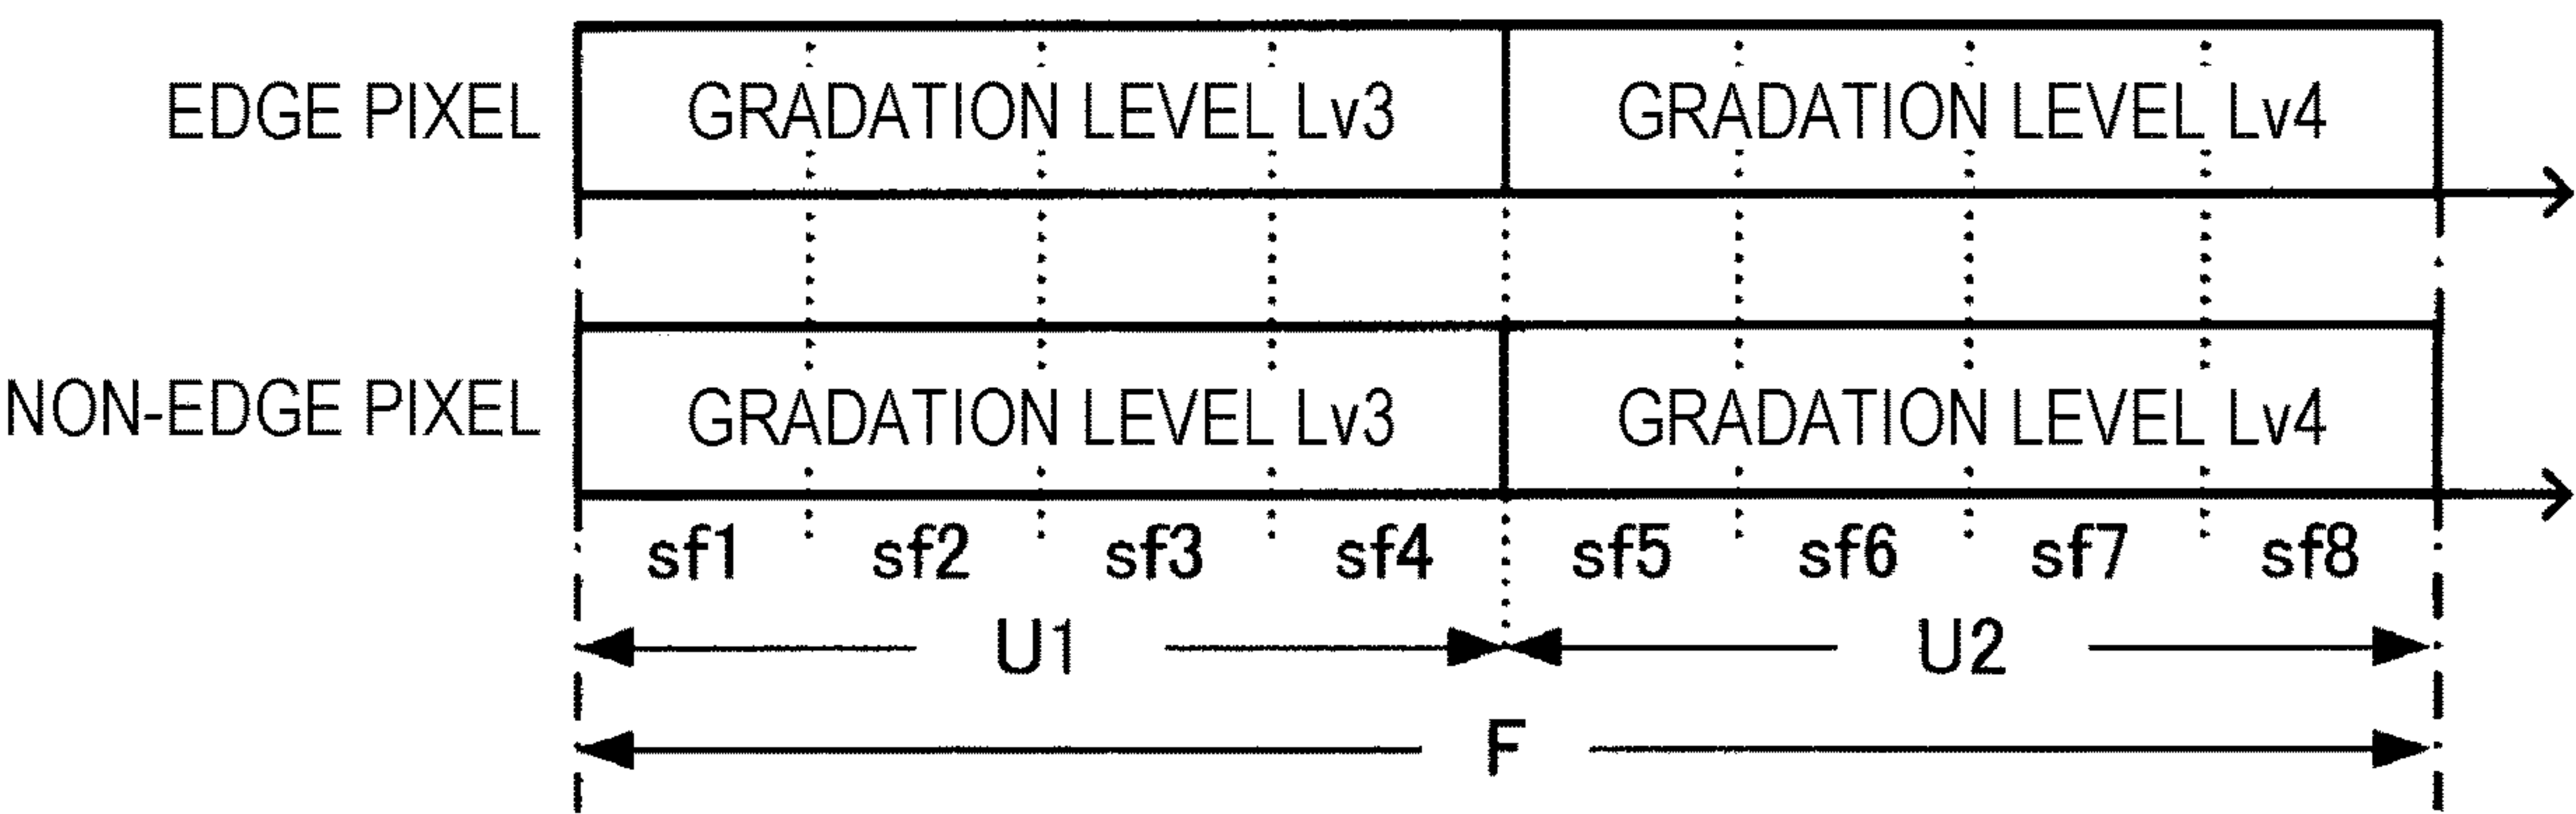 EDGE PIXEL GRADATION LEVEL Lv3 GRADATION LEVEL Lv4
NON-EDGE PIXEL GRADATION LEVEL Lv3 GRADATION LEVEL Lv4
sf1 sf2 sf3 sf4 sf5 sf6 sf7 sf8
U1 U2
F